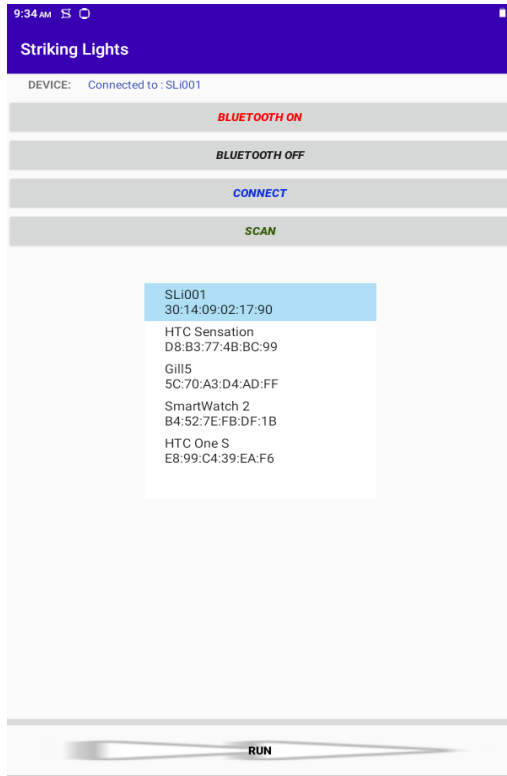 9:34 AM
Striking Lights
DEVICE: Connected to : SLi001
BLUETOOTH ON
BLUETOOTH OFF
CONNECT
SCAN
SLi001
30:14:09:02:17:90
HTC Sensation
D8:B3:77:4B:BC:99
Gill5
5C:70:A3:D4:AD:FF
SmartWatch 2
B4:52:7E:FB:DF:1B
HTC One S
E8:99:C4:39:EA:F6
RUN